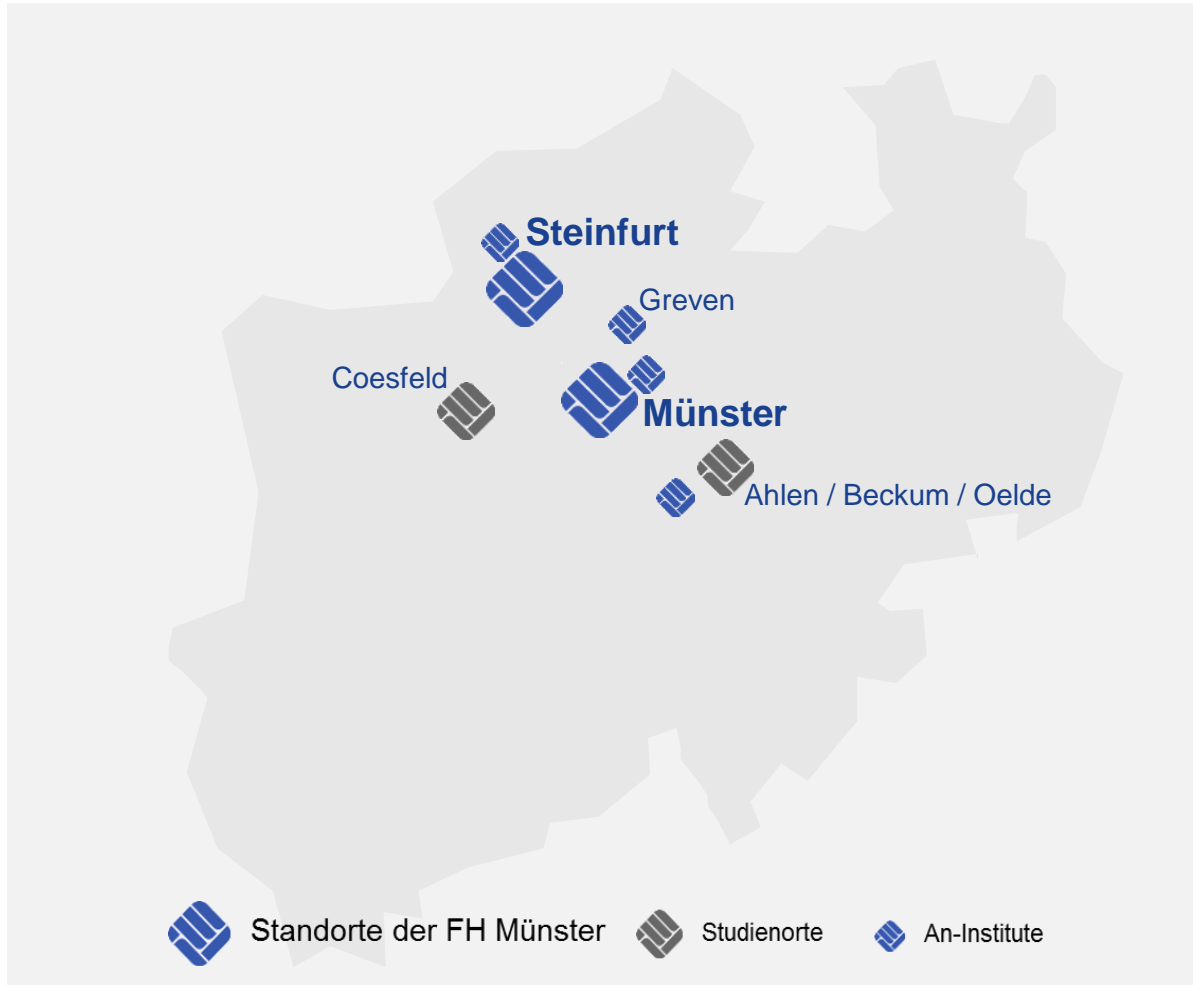 Steinfurt
Greven
Coesfeld
Münster
Ahlen / Beckum / Oelde
Standorte der FH Münster
Studienorte
An-Institute